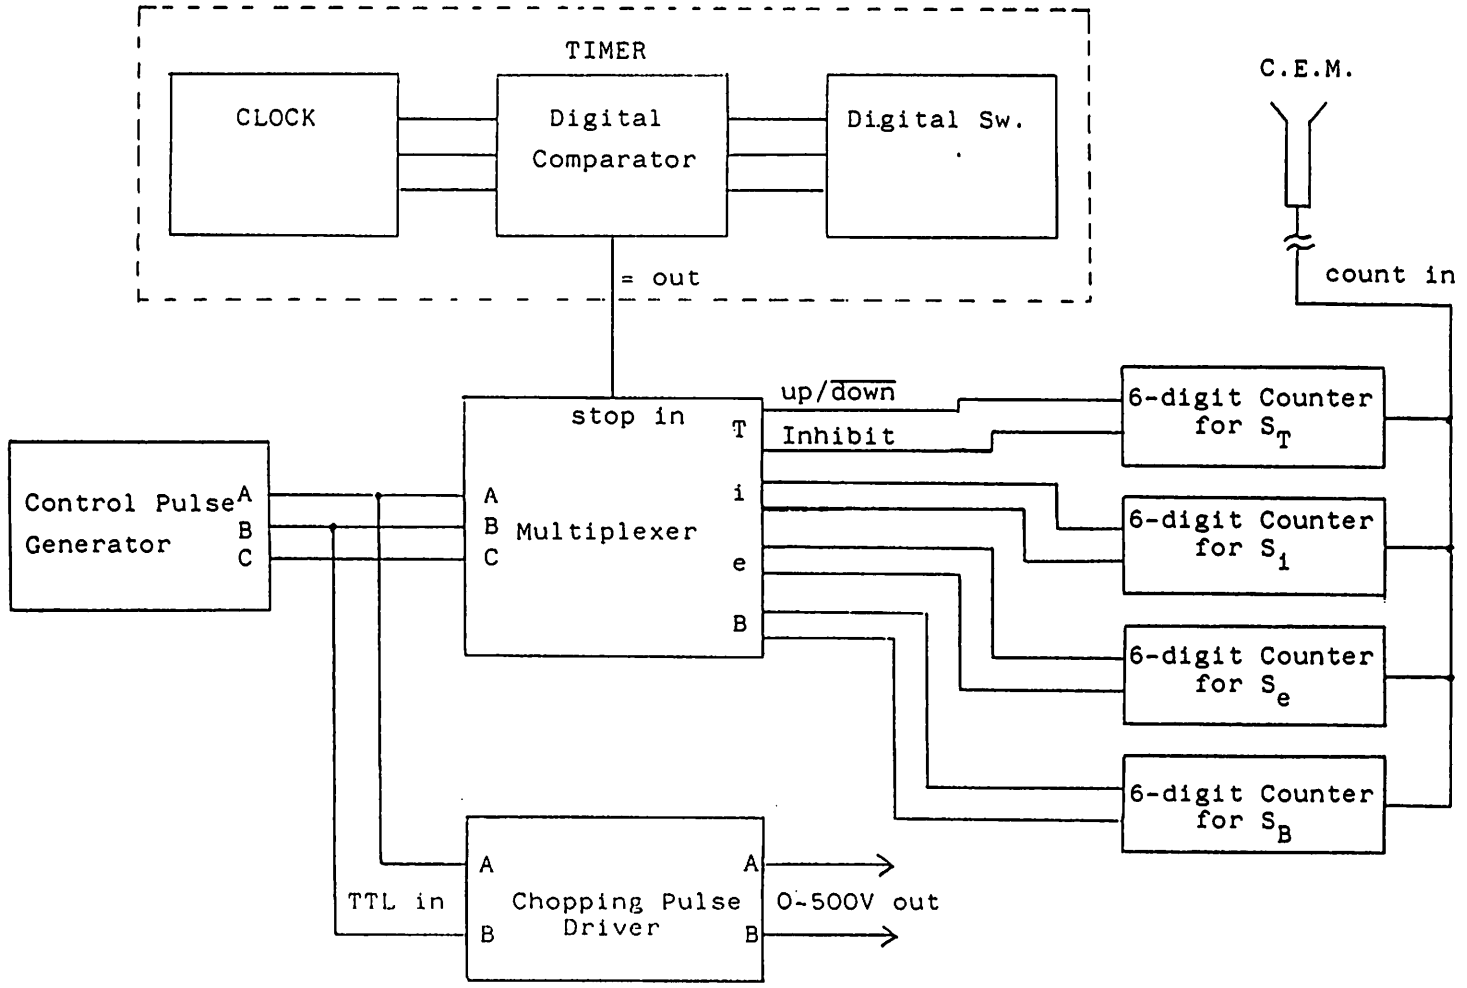 TIMER
CLOCK
Digital
Comparator
Digital Sw.
= out
C.E.M.
count in
stop in
up/down
Inhibit
T
i
e
B
A
B
C
Multiplexer
Control Pulse
Generator
A
B
C
6-digit Counter
for S_T
6-digit Counter
for S_i
6-digit Counter
for S_e
6-digit Counter
for S_B
TTL in
A
B
Chopping Pulse
Driver
A
B
0~500V out